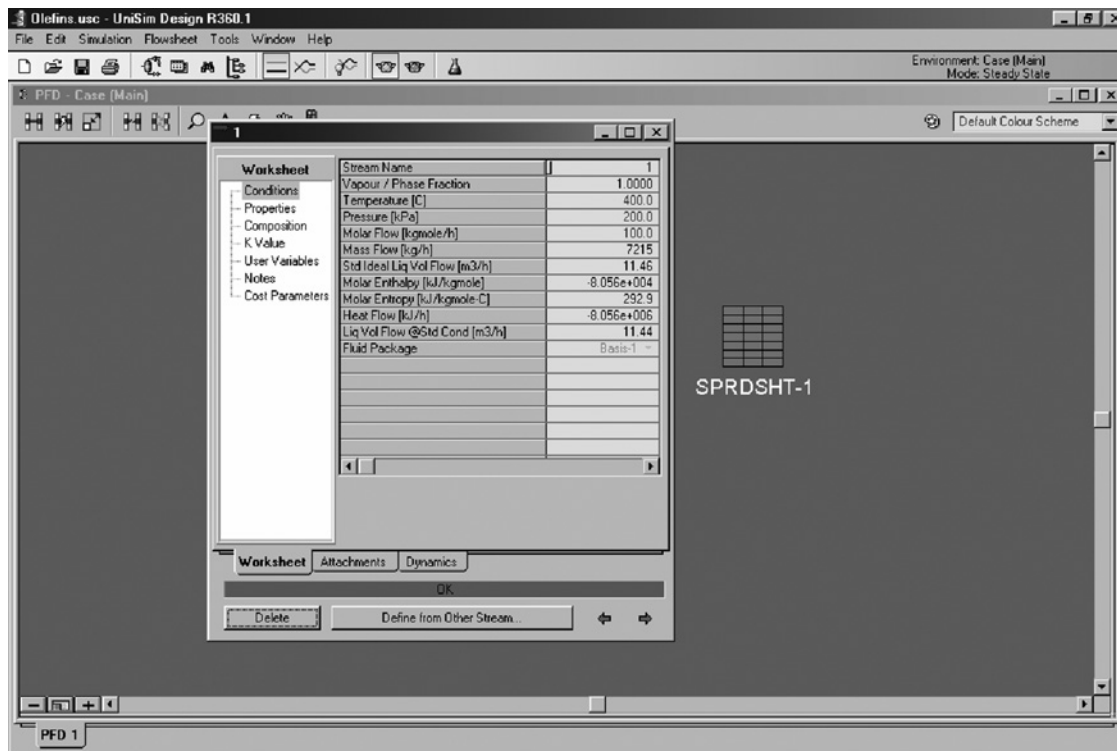 Olefins.usc - UniSim Design R360.1
File Edit Simulation Flowsheet Tools Window Help
Environment: Case (Main)
Mode: Steady State
PFD - Case (Main)
Default Colour Scheme
1
Worksheet
Conditions
Properties
Composition
K Value
User Variables
Notes
Cost Parameters
Stream Name 1
Vapour / Phase Fraction 1.0000
Temperature [C] 400.0
Pressure [kPa] 200.0
Molar Flow [kgmole/h] 100.0
Mass Flow [kg/h] 7215
Std Ideal Liq Vol Flow [m3/h] 11.46
Molar Enthalpy [kJ/kgmole] -8.056e+004
Molar Entropy [kJ/kgmole-C] 292.9
Heat Flow [kJ/h] -8.056e+006
Liq Vol Flow @Std Cond [m3/h] 11.44
Fluid Package Basis-1
SPRDSHT-1
Worksheet Attachments Dynamics
OK
Delete Define from Other Stream...
PFD 1